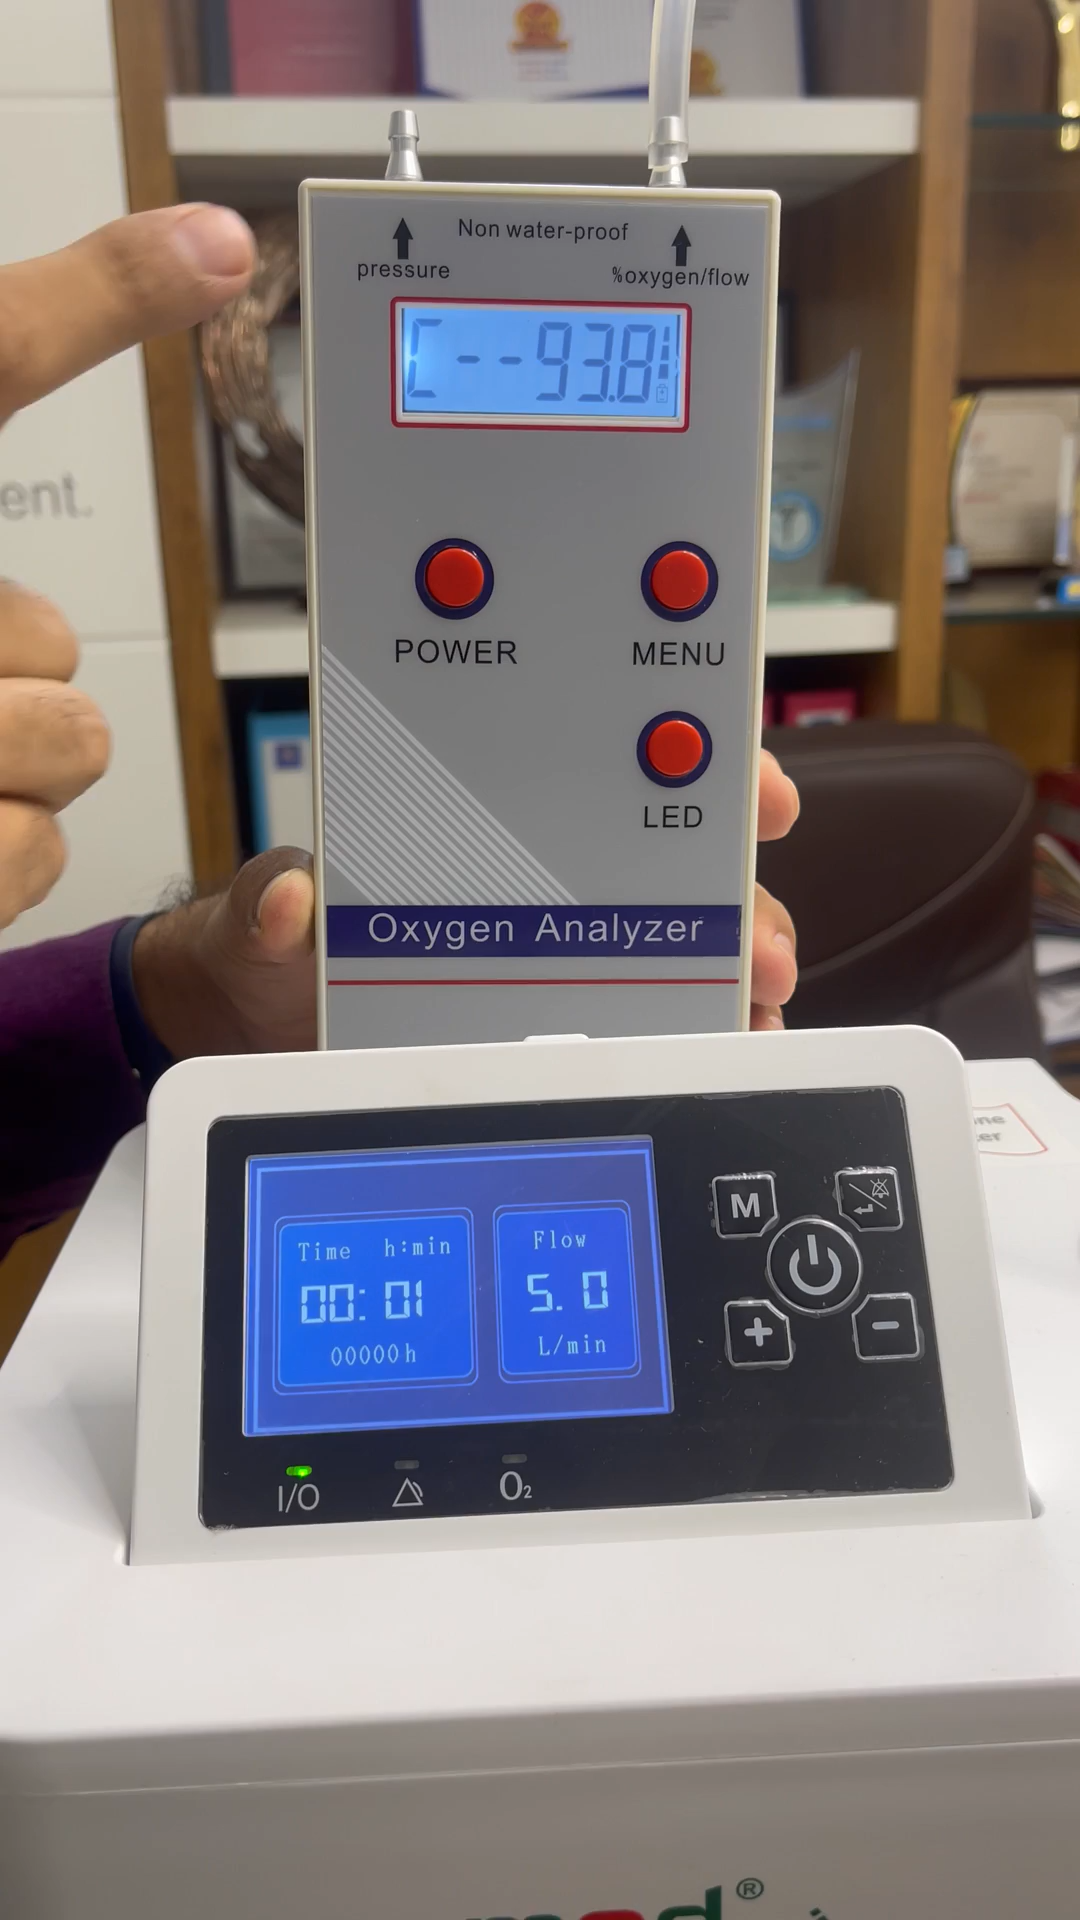 Non water-proof
pressure
%oxygen/flow
C--93.8
ent.
POWER
MENU
LED
Oxygen Analyzer
Time h:min
00:01
00000h
Flow
5.0
L/min
M
+
-
I/O
O₂
®